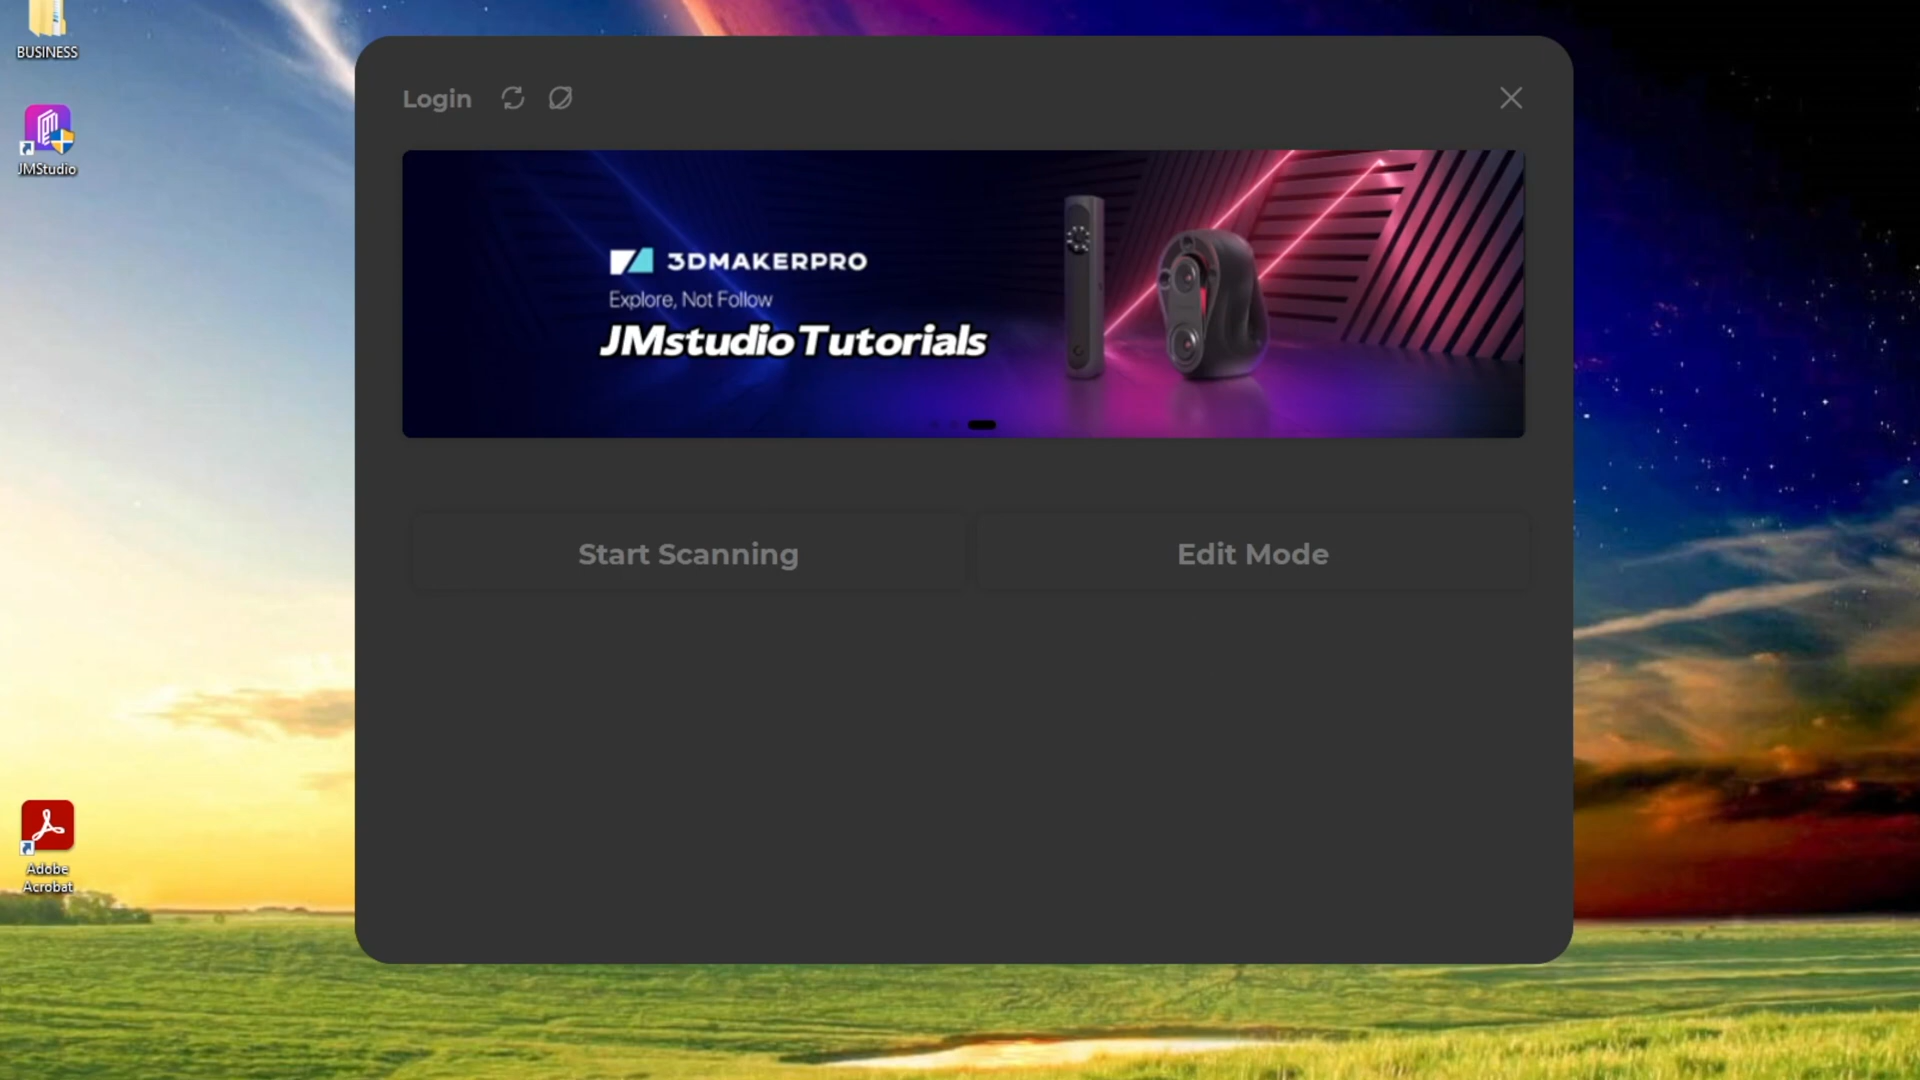 BUSINESS
JMStudio
Adobe
Acrobat
Login
3DMAKERPRO
Explore, Not Follow
JMstudio Tutorials
Start Scanning
Edit Mode